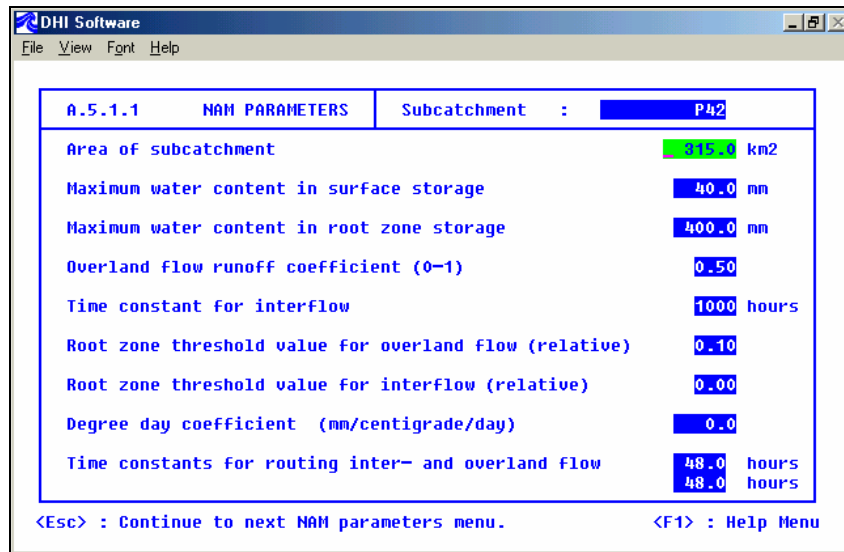 DHI Software
File View Font Help
A.5.1.1 NAM PARAMETERS Subcatchment : P42
Area of subcatchment _ 315.0 km2
Maximum water content in surface storage 40.0 mm
Maximum water content in root zone storage 400.0 mm
Overland flow runoff coefficient (0-1) 0.50
Time constant for interflow 1000 hours
Root zone threshold value for overland flow (relative) 0.10
Root zone threshold value for interflow (relative) 0.00
Degree day coefficient (mm/centigrade/day) 0.0
Time constants for routing inter- and overland flow 48.0 hours
48.0 hours
<Esc> : Continue to next NAM parameters menu. <F1> : Help Menu